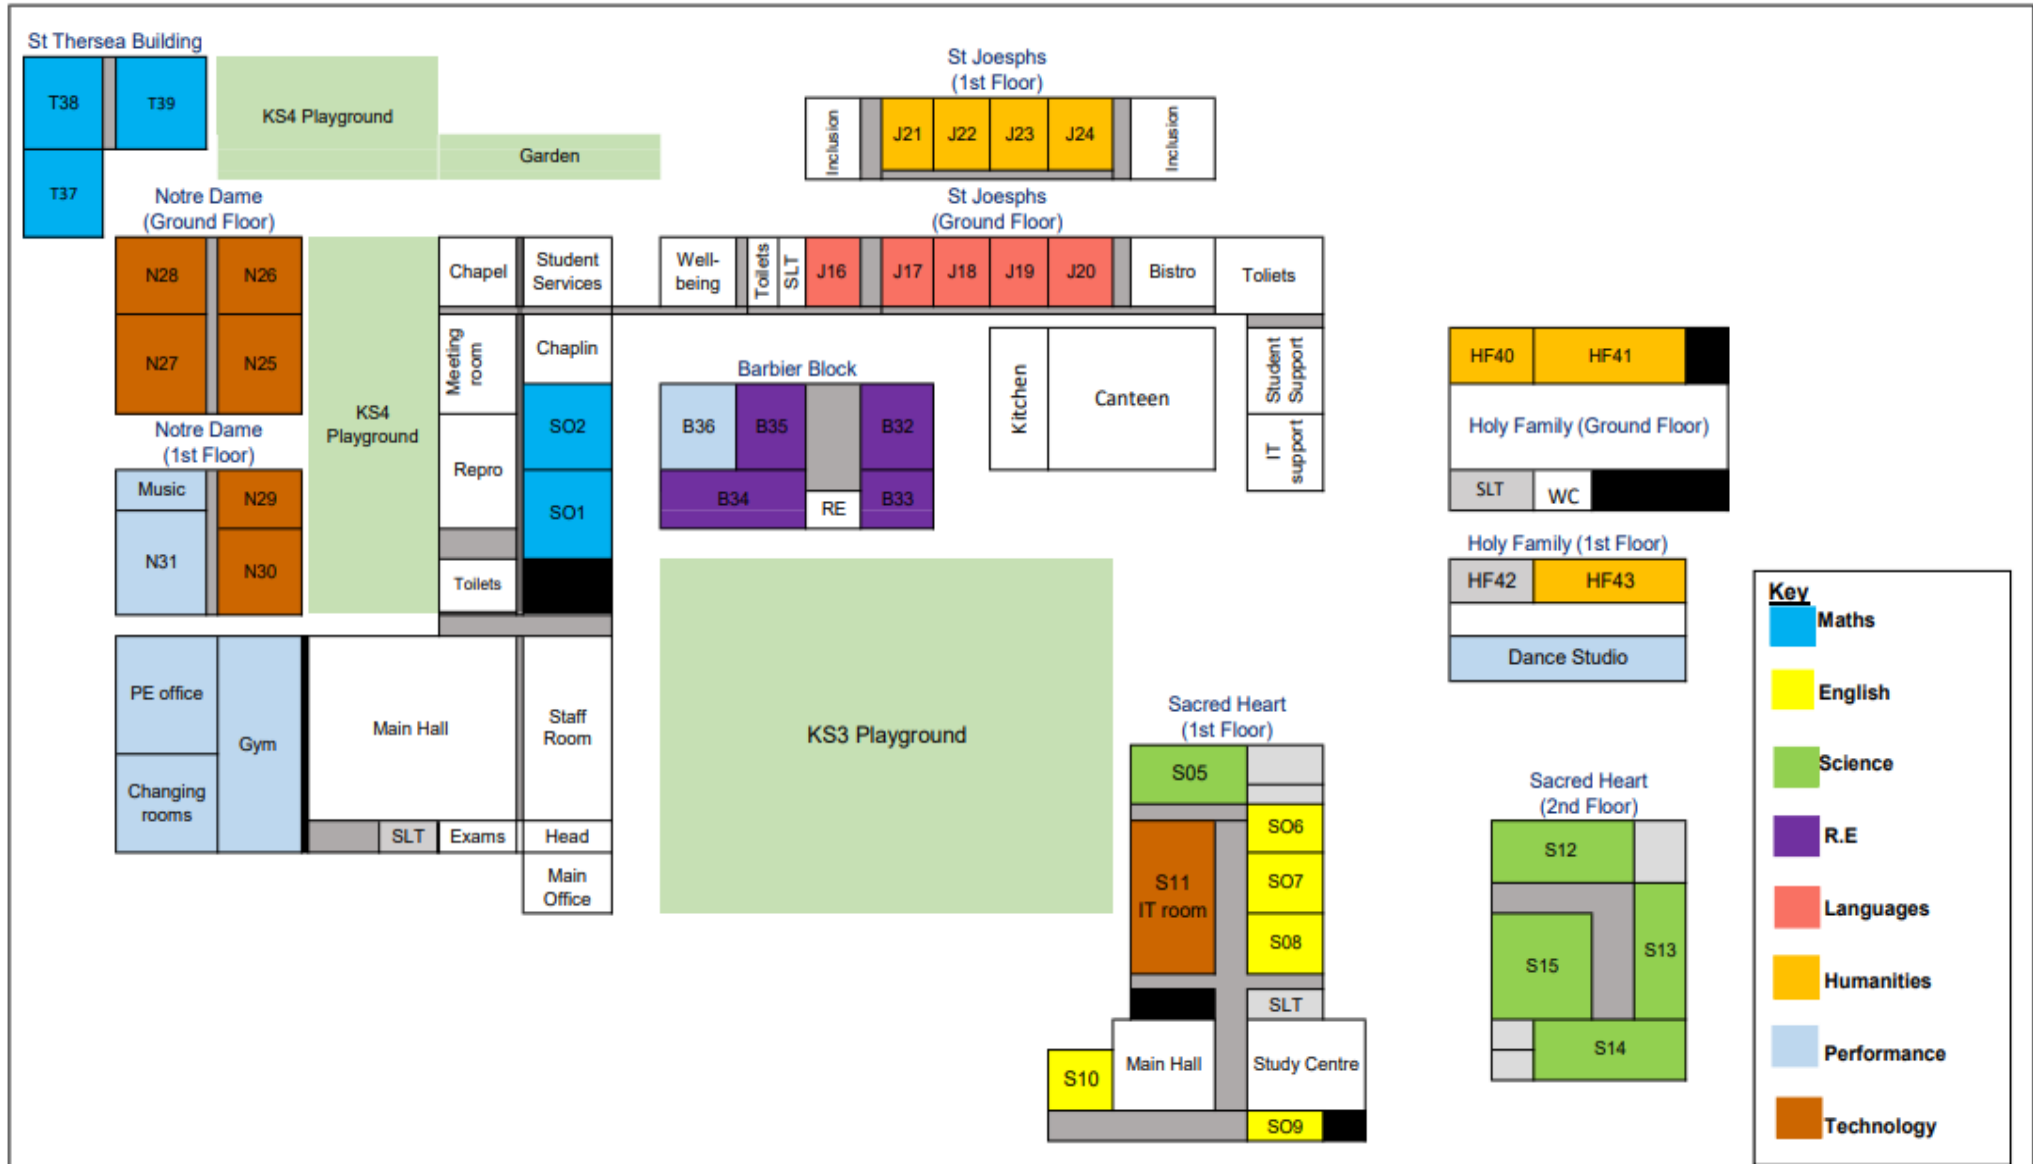 St Thersea Building
T38
T39
T37
KS4 Playground
Garden
St Joesphs
(1st Floor)
Inclusion
J21
J22
J23
J24
Inclusion
Notre Dame
(Ground Floor)
N28
N26
N27
N25
KS4
Playground
Chapel
Student
Services
Meeting
room
Chaplin
Repro
SO2
SO1
Toilets
St Joesphs
(Ground Floor)
Well-
being
Toilets
SLT
J16
J17
J18
J19
J20
Bistro
Toliets
Kitchen
Canteen
Student
Support
IT
support
Barbier Block
B36
B35
B32
B34
RE
B33
HF40
HF41
Holy Family (Ground Floor)
SLT
WC
Holy Family (1st Floor)
HF42
HF43
Dance Studio
Notre Dame
(1st Floor)
Music
N29
N31
N30
PE office
Changing
rooms
Gym
Main Hall
Staff
Room
SLT
Exams
Head
Main
Office
KS3 Playground
Sacred Heart
(1st Floor)
S05
SO6
S11
IT room
SO7
S08
SLT
S10
Main Hall
Study Centre
SO9
Sacred Heart
(2nd Floor)
S12
S13
S15
S14
Key
Maths
English
Science
R.E
Languages
Humanities
Performance
Technology